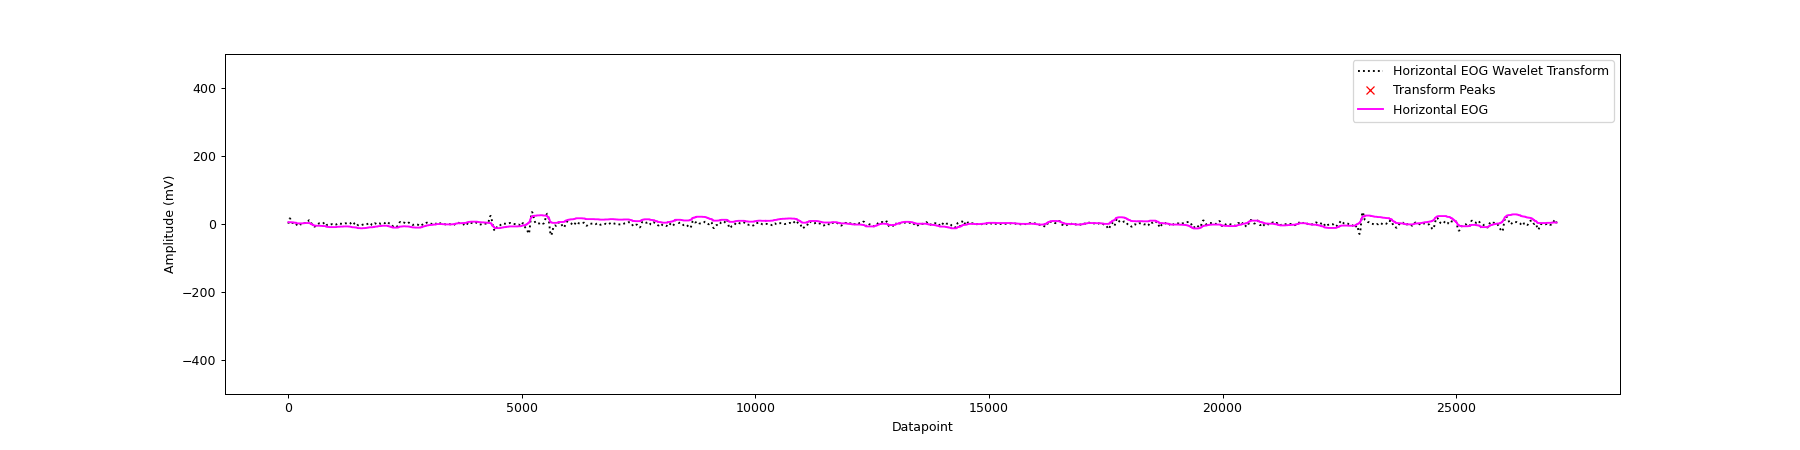 Horizontal EOG Wavelet Transform
Transform Peaks
Horizontal EOG
400
200
0
−200
−400
Amplitude (mV)
0 5000 10000 15000 20000 25000
Datapoint